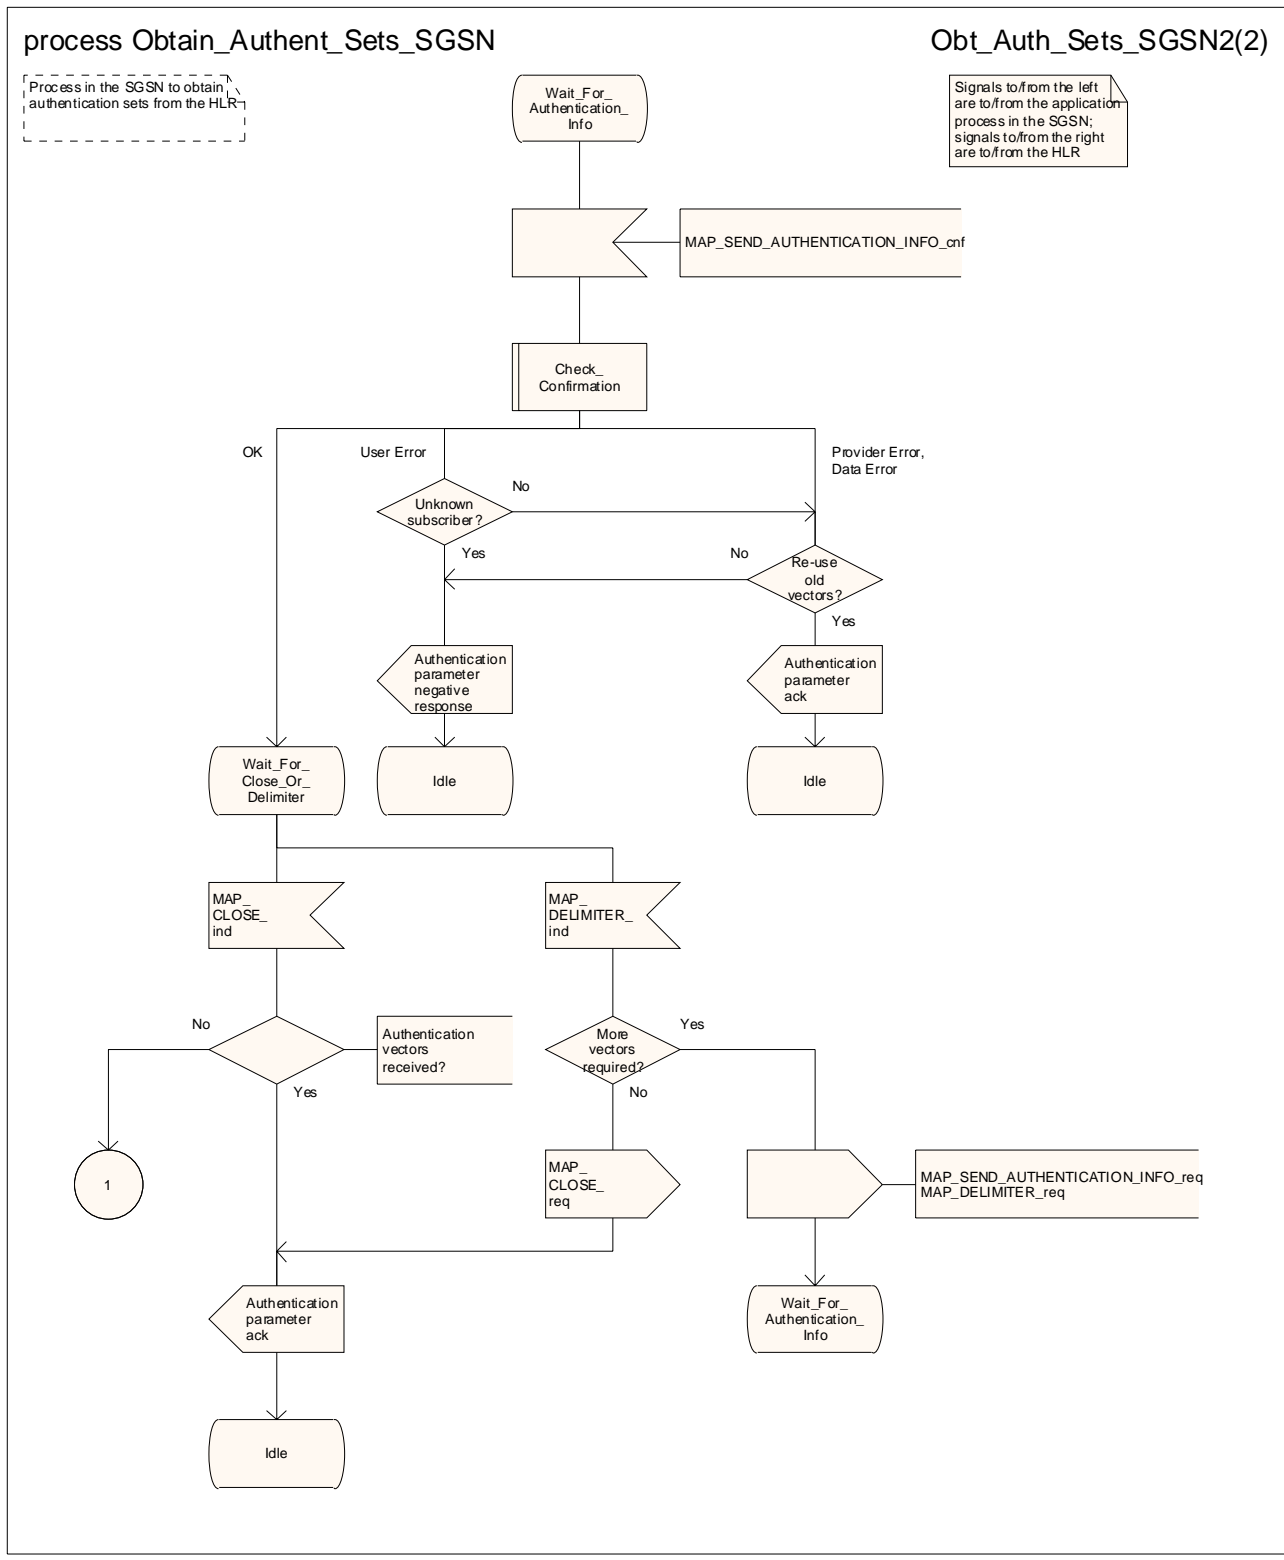 process Obtain_Authent_Sets_SGSN
Obt_Auth_Sets_SGSN2(2)
Process in the SGSN to obtain
authentication sets from the HLR
Wait_For_
Authentication_
Info
Signals to/from the left
are to/from the application
process in the SGSN;
signals to/from the right
are to/from the HLR
MAP_SEND_AUTHENTICATION_INFO_cnf
Check_
Confirmation
OK
User Error
Provider Error,
Data Error
Unknown
subscriber?
No
Yes
No
Re-use
old
vectors?
Yes
Authentication
parameter
negative
response
Authentication
parameter
ack
Wait_For_
Close_Or_
Delimiter
Idle
Idle
MAP_
CLOSE_
ind
MAP_
DELIMITER_
ind
No
Authentication
vectors
received?
Yes
More
vectors
required?
Yes
No
1
MAP_
CLOSE_
req
MAP_SEND_AUTHENTICATION_INFO_req
MAP_DELIMITER_req
Authentication
parameter
ack
Wait_For_
Authentication_
Info
Idle